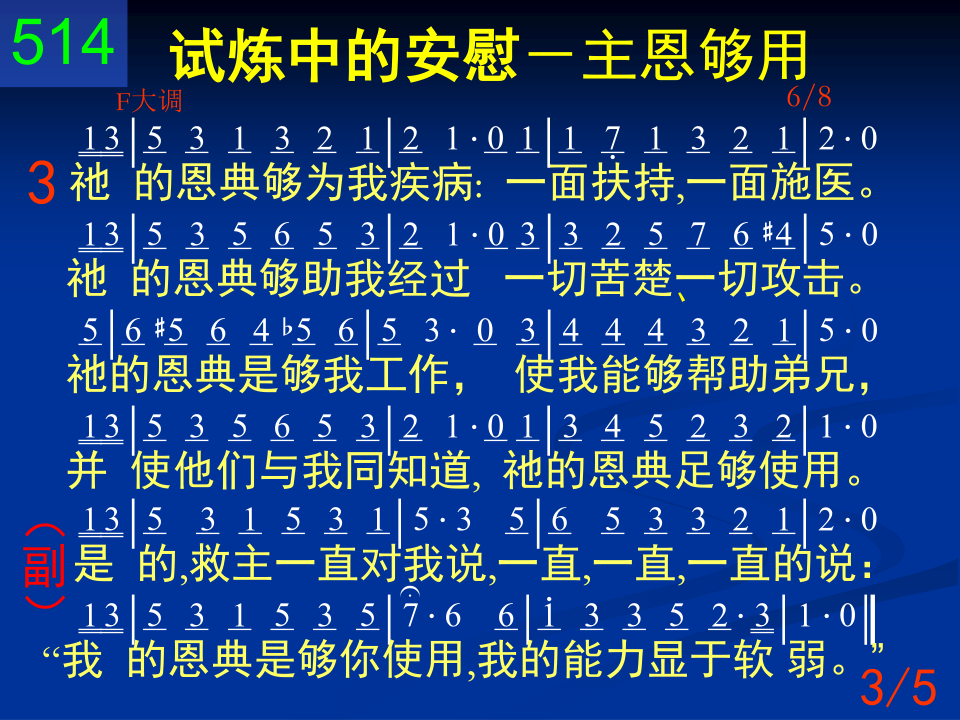 514
试炼中的安慰－主恩够用
F大调
6/8
1 3 | 5 3 1 3 2 1 | 2 1 · 0 1 | 1 7̣ 1 3 2 1 | 2 · 0
3 祂 的恩典够为我疾病: 一面扶持,一面施医。
1 3 | 5 3 5 6 5 3 | 2 1 · 0 3 | 3 2 5 7 6 ♯4 | 5 · 0
祂 的恩典够助我经过 一切苦楚、一切攻击。
5 | 6 ♯5 6 4 ♭5 6 | 5 3 · 0 3 | 4 4 4 3 2 1 | 5 · 0
祂的恩典是够我工作， 使我能够帮助弟兄，
1 3 | 5 3 5 6 5 3 | 2 1 · 0 1 | 3 4 5 2 3 2 | 1 · 0
并 使他们与我同知道, 祂的恩典足够使用。
1 3 | 5 3 1 5 3 1 | 5 · 3 5 | 6 5 3 3 2 1 | 2 · 0
（副） 是 的,救主一直对我说,一直,一直,一直的说：
1 3 | 5 3 1 5 3 5 | 7 · 6 6 | 1̇ 3 3 5 2 · 3 | 1 · 0 ‖
“我 的恩典是够你使用,我的能力显于软 弱。”
3/5